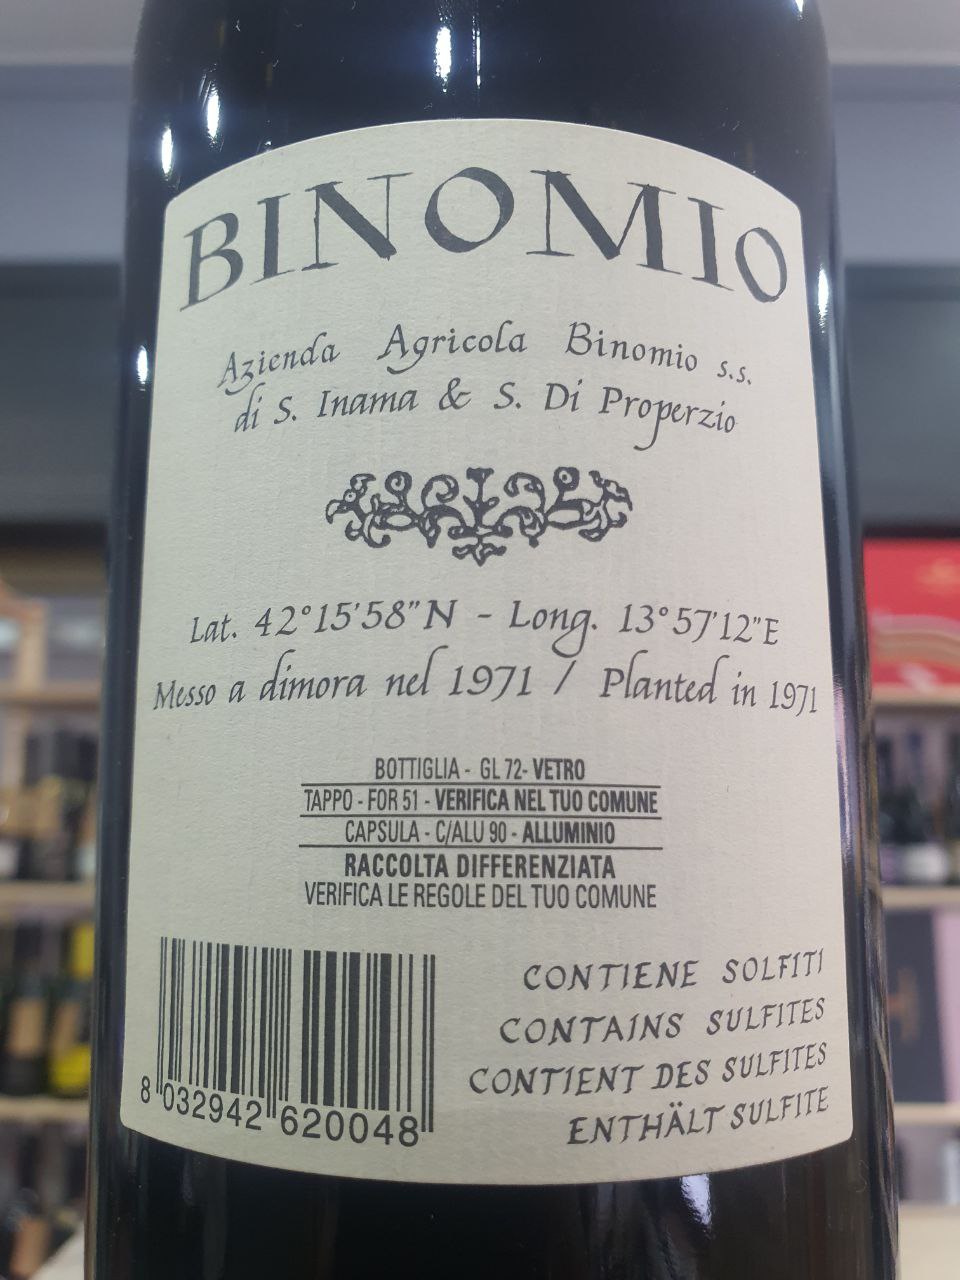 BINOMIO
Azienda Agricola Binomio s.s.
di S. Inama & S. Di Properzio
Lat. 42°15'58"N - Long. 13°57'12"E
Messo a dimora nel 1971 / Planted in 1971
BOTTIGLIA - GL 72- VETRO
TAPPO - FOR 51 - VERIFICA NEL TUO COMUNE
CAPSULA - C/ALU 90 - ALLUMINIO
RACCOLTA DIFFERENZIATA
VERIFICA LE REGOLE DEL TUO COMUNE
CONTIENE SOLFITI
CONTAINS SULFITES
CONTIENT DES SULFITES
ENTHÄLT SULFITE
8 032942 620048